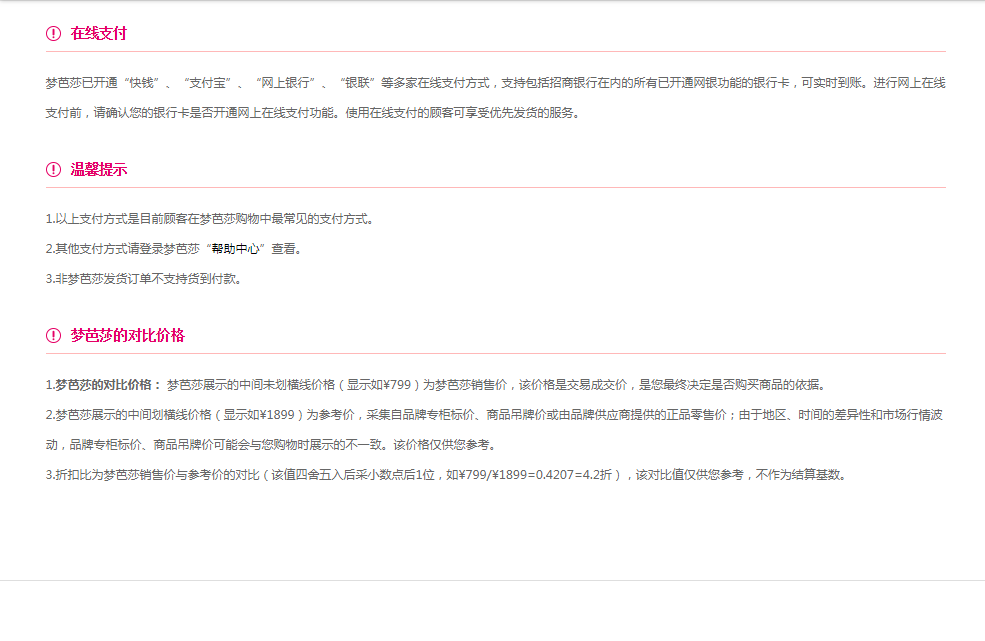 在线支付
梦芭莎已开通“快钱”、“支付宝”、“网上银行”、“银联”等多家在线支付方式，支持包括招商银行在内的所有已开通网银功能的银行卡，可实时到账。进行网上在线
支付前，请确认您的银行卡是否开通网上在线支付功能。使用在线支付的顾客可享受优先发货的服务。
温馨提示
1.以上支付方式是目前顾客在梦芭莎购物中最常见的支付方式。
2.其他支付方式请登录梦芭莎“帮助中心”查看。
3.非梦芭莎发货订单不支持货到付款。
梦芭莎的对比价格
1.梦芭莎的对比价格： 梦芭莎展示的中间未划横线价格（显示如¥799）为梦芭莎销售价，该价格是交易成交价，是您最终决定是否购买商品的依据。
2.梦芭莎展示的中间划横线价格（显示如¥1899）为参考价，采集自品牌专柜标价、商品吊牌价或由品牌供应商提供的正品零售价；由于地区、时间的差异性和市场行情波
动，品牌专柜标价、商品吊牌价可能会与您购物时展示的不一致。该价格仅供您参考。
3.折扣比为梦芭莎销售价与参考价的对比（该值四舍五入后采小数点后1位，如¥799/¥1899=0.4207=4.2折），该对比值仅供您参考，不作为结算基数。